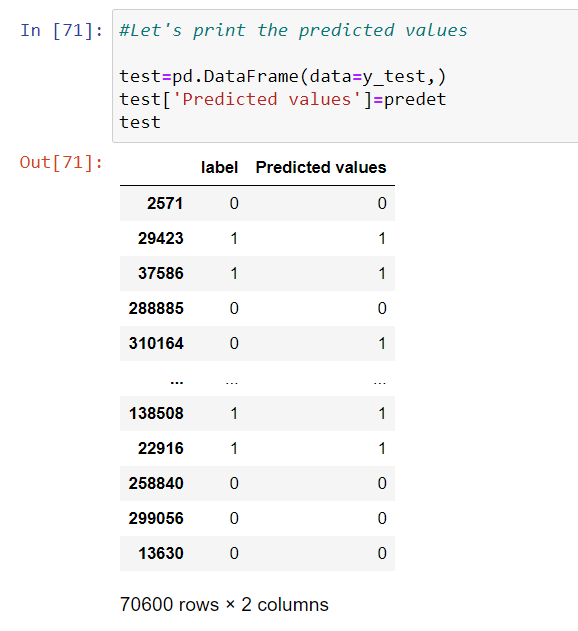 In [71]: #Let's print the predicted values
test=pd.DataFrame(data=y_test,)
test['Predicted values']=predet
test
Out[71]:
label Predicted values
2571 0 0
29423 1 1
37586 1 1
288885 0 0
310164 0 1
... ... ...
138508 1 1
22916 1 1
258840 0 0
299056 0 0
13630 0 0
70600 rows × 2 columns